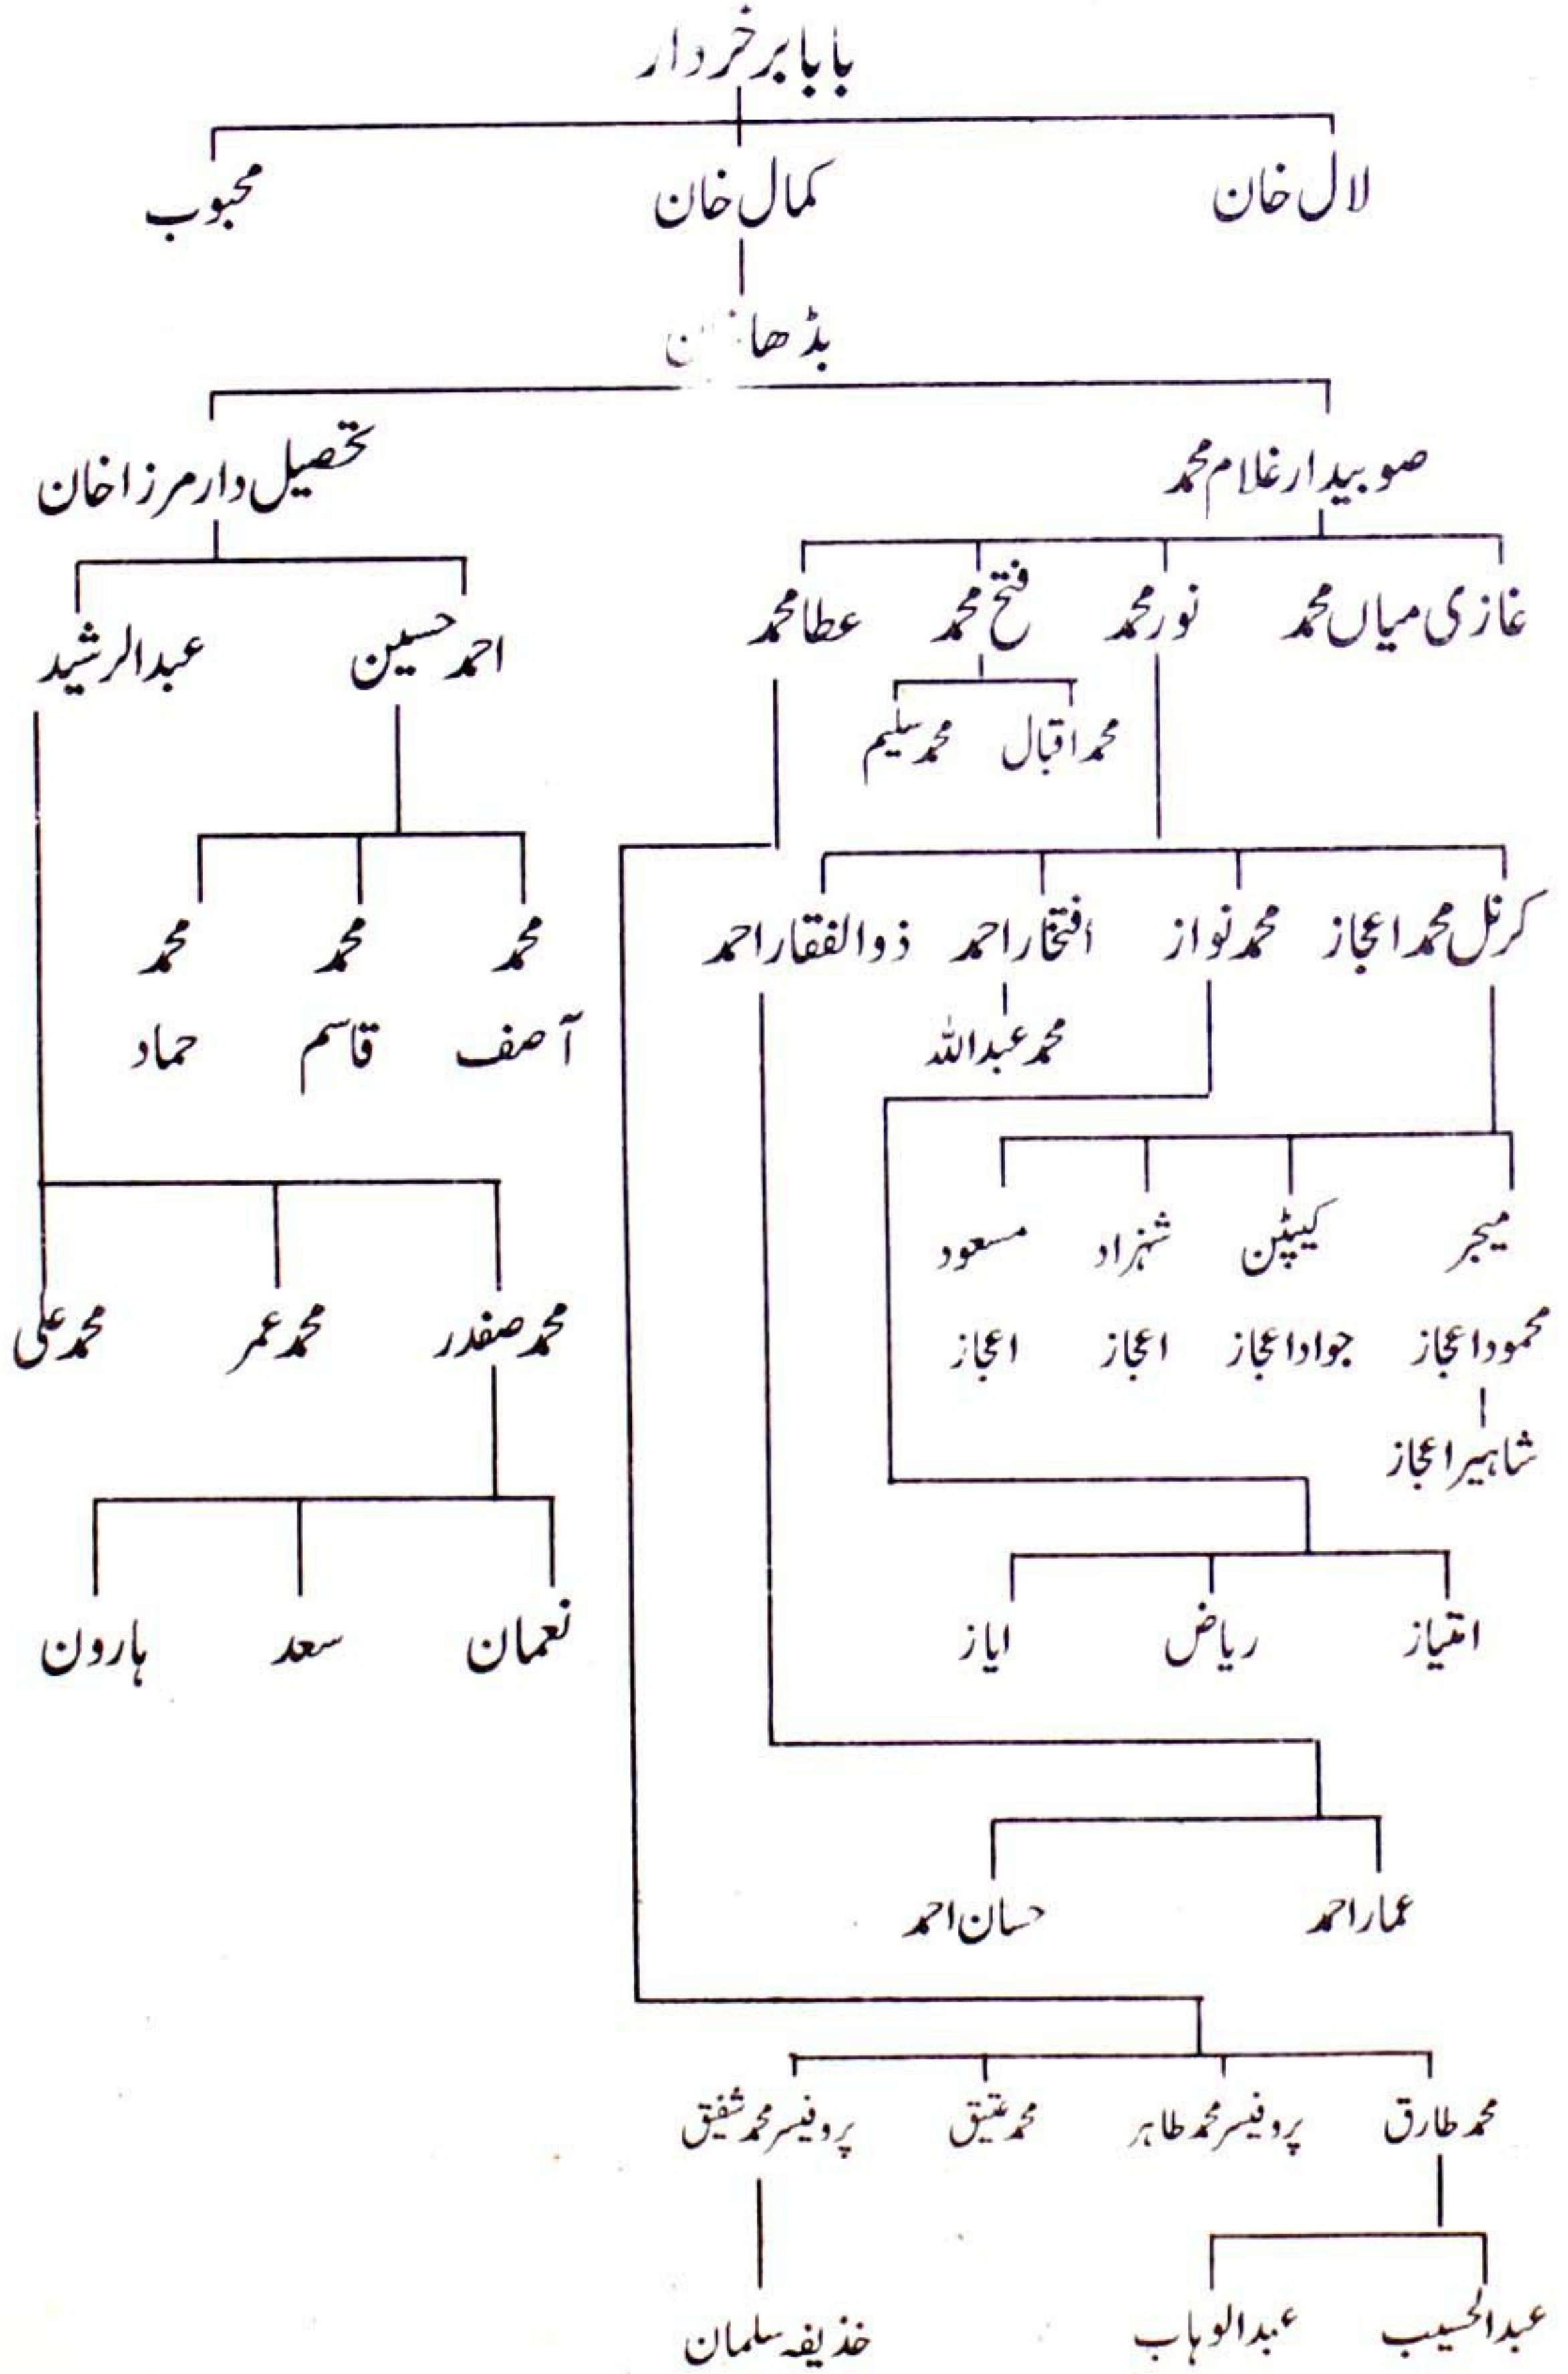 بابا برخردار
لال خان
کمال خان
محبوب
بڈھا
صوبیدار غلام محمد
تحصیل دار مرزا خان
غازی میاں محمد
نور محمد
فتح محمد
عطا محمد
احمد حسین
عبدالرشید
محمد اقبال
محمد سلیم
کرنل محمد اعجاز
محمد نواز
افتخار احمد
ذوالفقار احمد
محمد آصف
محمد قاسم
محمد حماد
محمد عبداللہ
میجر محمود اعجاز
کیپٹن جواد اعجاز
شہزاد اعجاز
مسعود اعجاز
محمد صفدر
محمد عمر
محمد علی
شاہمیر اعجاز
امتیاز
ریاض
ایاز
نعمان
سعد
ہارون
عمار احمد
حسان احمد
محمد طارق
پروفیسر محمد طاہر
محمد عتیق
پروفیسر محمد شفیق
عبدالحسیب
عبدالوہاب
خذیفہ سلمان